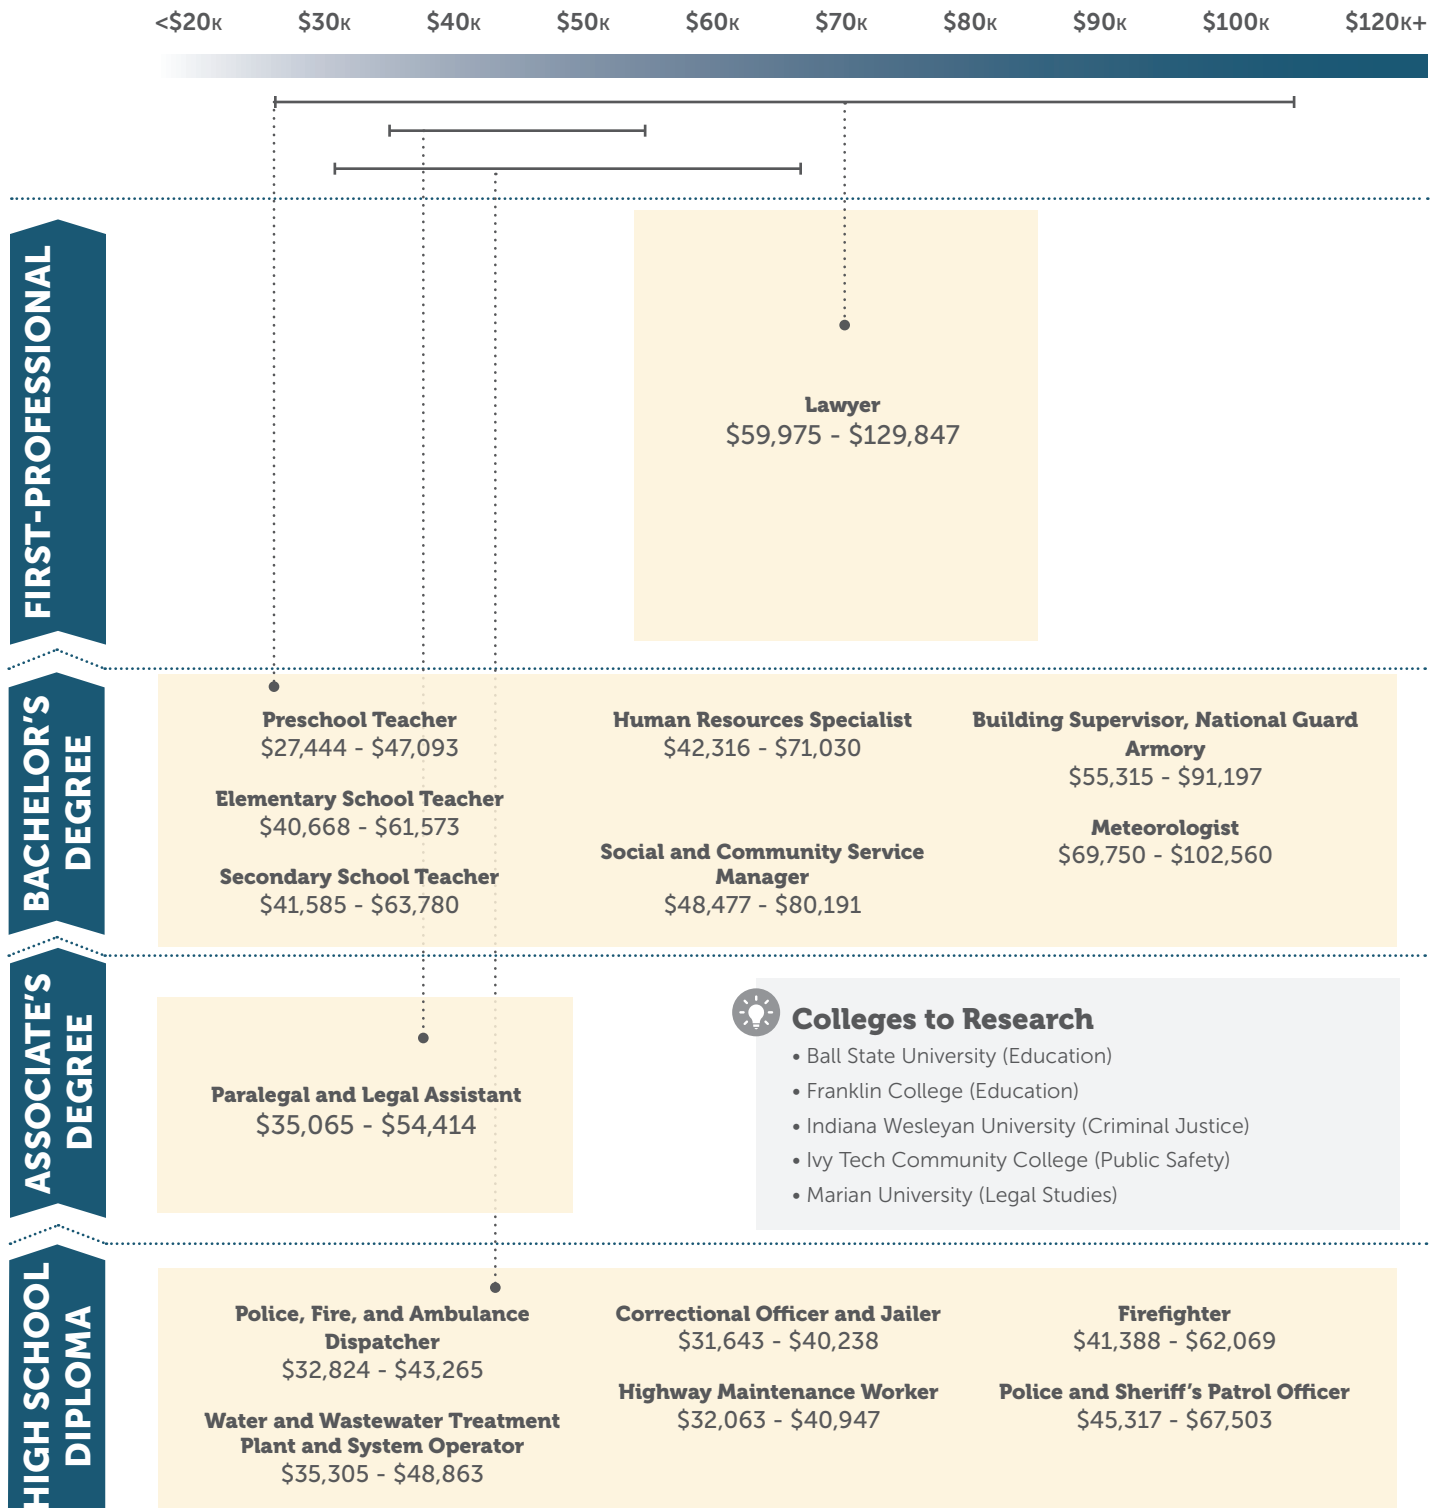 <$20K $30K $40K $50K $60K $70K $80K $90K $100K $120K+
FIRST-PROFESSIONAL
Lawyer
$59,975 - $129,847
BACHELOR'S
DEGREE
Preschool Teacher
$27,444 - $47,093
Elementary School Teacher
$40,668 - $61,573
Secondary School Teacher
$41,585 - $63,780
Human Resources Specialist
$42,316 - $71,030
Social and Community Service
Manager
$48,477 - $80,191
Building Supervisor, National Guard
Armory
$55,315 - $91,197
Meteorologist
$69,750 - $102,560
ASSOCIATE'S
DEGREE
Paralegal and Legal Assistant
$35,065 - $54,414
Colleges to Research
• Ball State University (Education)
• Franklin College (Education)
• Indiana Wesleyan University (Criminal Justice)
• Ivy Tech Community College (Public Safety)
• Marian University (Legal Studies)
HIGH SCHOOL
DIPLOMA
Police, Fire, and Ambulance
Dispatcher
$32,824 - $43,265
Water and Wastewater Treatment
Plant and System Operator
$35,305 - $48,863
Correctional Officer and Jailer
$31,643 - $40,238
Highway Maintenance Worker
$32,063 - $40,947
Firefighter
$41,388 - $62,069
Police and Sheriff's Patrol Officer
$45,317 - $67,503